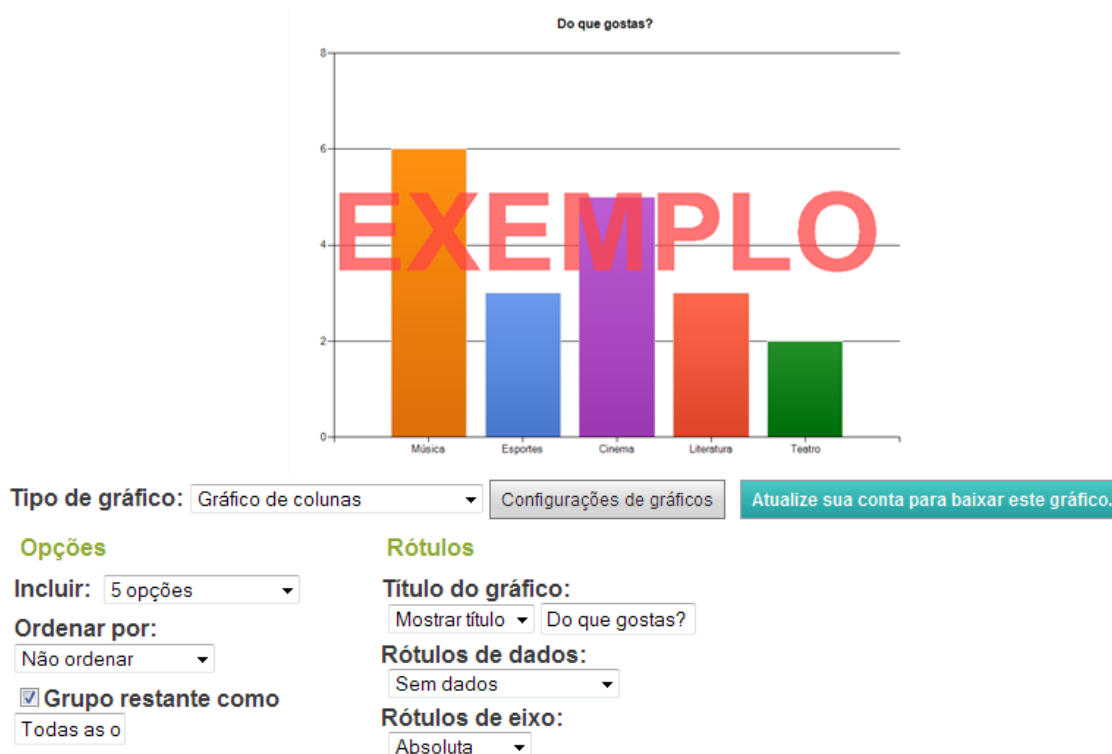 Do que gostas?
8
6
EXEMPLO
4
2
0
Música Esportes Cinema Literatura Teatro
Tipo de gráfico: Gráfico de colunas Configurações de gráficos Atualize sua conta para baixar este gráfico.
Opções Rótulos
Incluir: 5 opções Título do gráfico:
Mostrar título Do que gostas?
Ordenar por:
Não ordenar Rótulos de dados:
Sem dados
Grupo restante como
Rótulos de eixo:
Todas as o
Absoluta